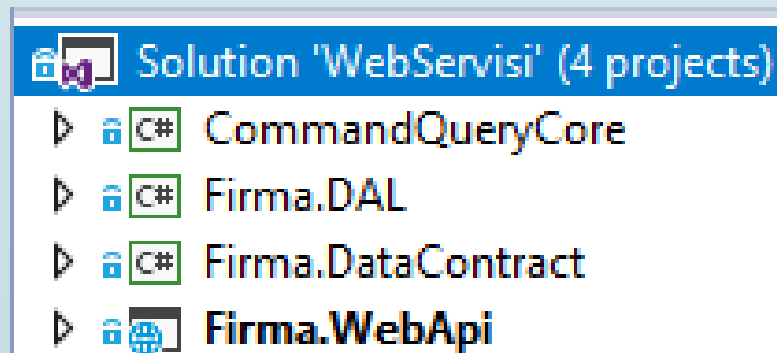 Solution 'WebServisi' (4 projects)
C# CommandQueryCore
C# Firma.DAL
C# Firma.DataContract
Firma.WebApi